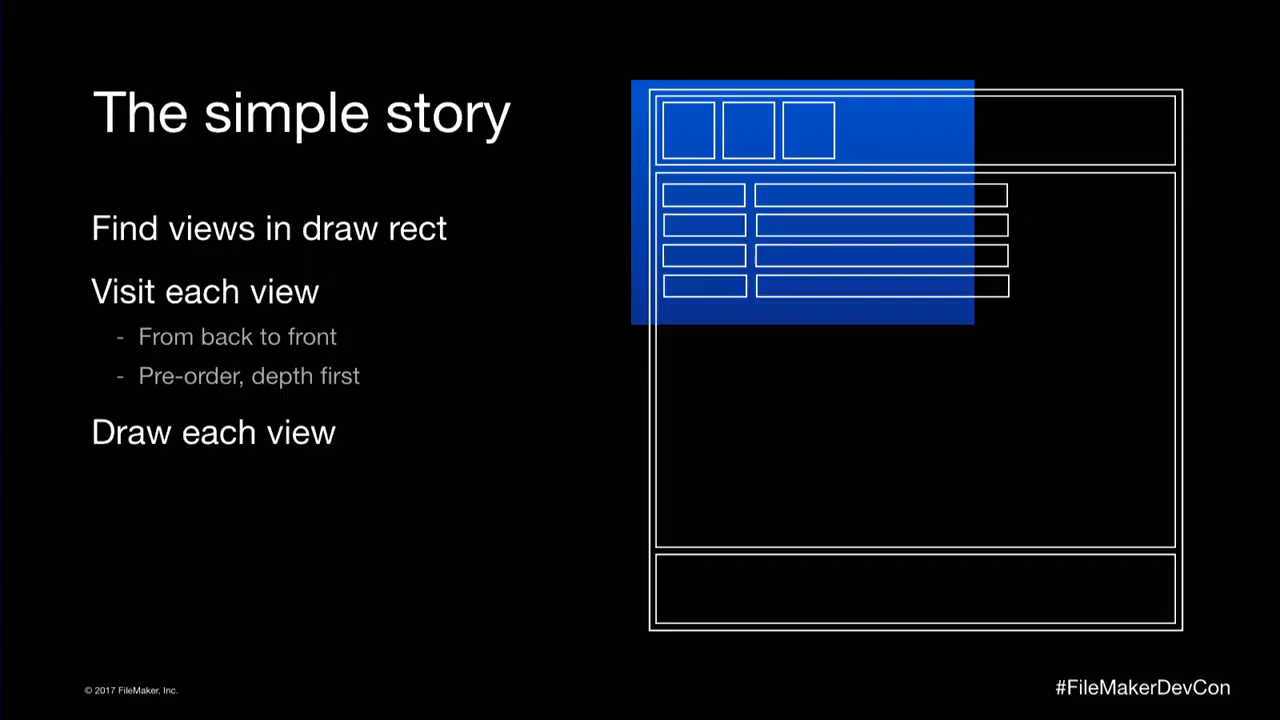 The simple story
Find views in draw rect
Visit each view
- From back to front
- Pre-order, depth first
Draw each view
© 2017 FileMaker, Inc.
#FileMakerDevCon